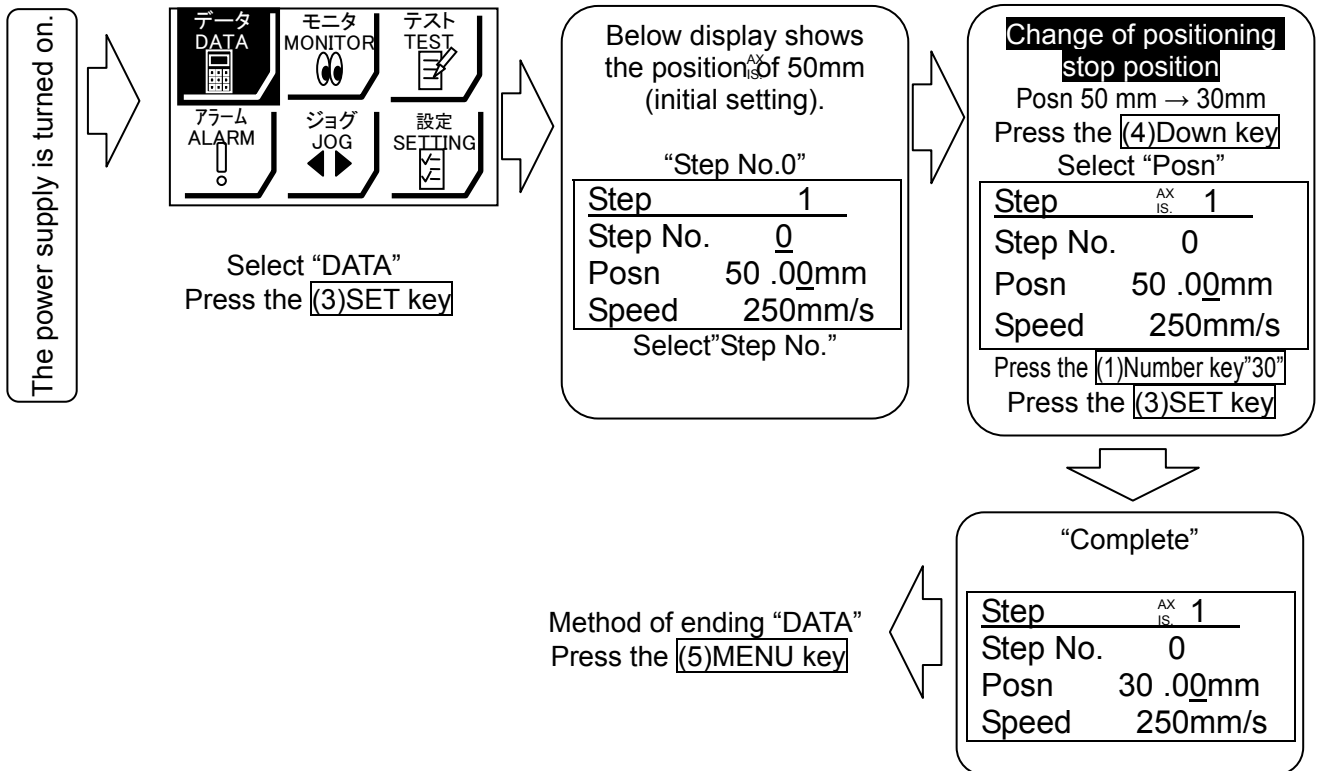 The power supply is turned on.
データ
DATA
モニタ
MONITOR
テスト
TEST
アラーム
ALARM
ジョグ
JOG
設定
SETTING
Select “DATA”
Press the (3)SET key
Below display shows
the position of 50mm
(initial setting).
AX
IS.
“Step No.0”
Step 1
Step No. 0
Posn 50 .00mm
Speed 250mm/s
Select”Step No.”
Change of positioning
stop position
Posn 50 mm → 30mm
Press the (4)Down key
Select “Posn”
Step AX IS. 1
Step No. 0
Posn 50 .00mm
Speed 250mm/s
Press the (1)Number key”30”
Press the (3)SET key
“Complete”
Step AX IS. 1
Step No. 0
Posn 30 .00mm
Speed 250mm/s
Method of ending “DATA”
Press the (5)MENU key